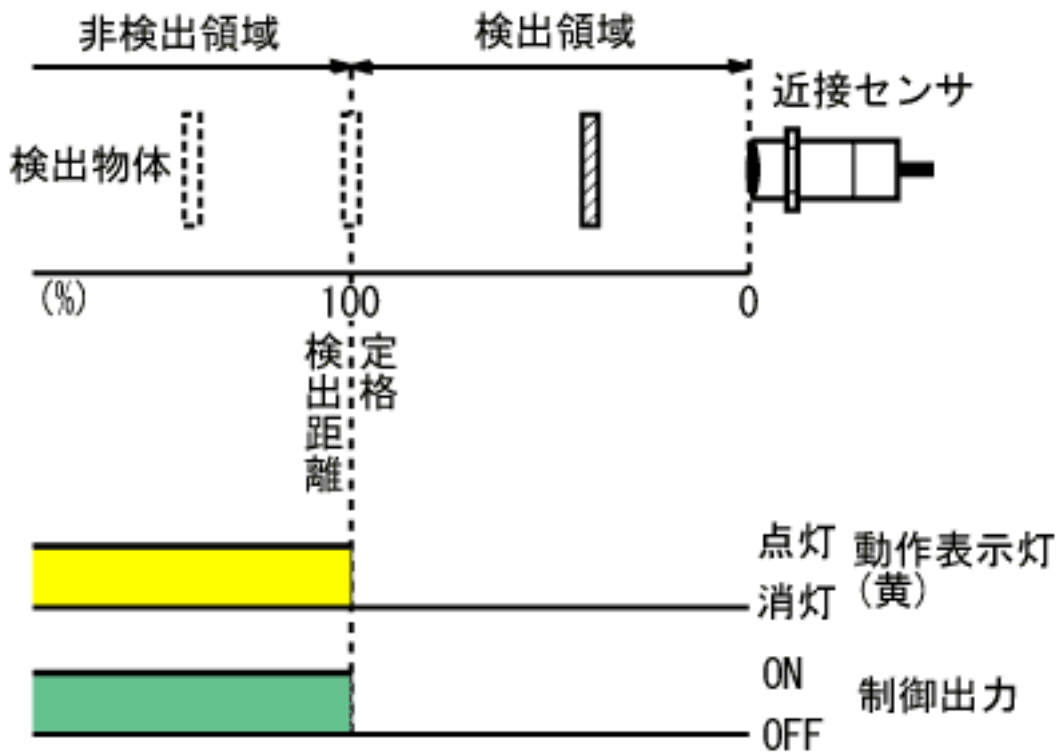 非検出領域
検出領域
近接センサ
検出物体
(%)
100
0
定格
検出距離
点灯
消灯
動作表示灯
(黄)
ON
OFF
制御出力